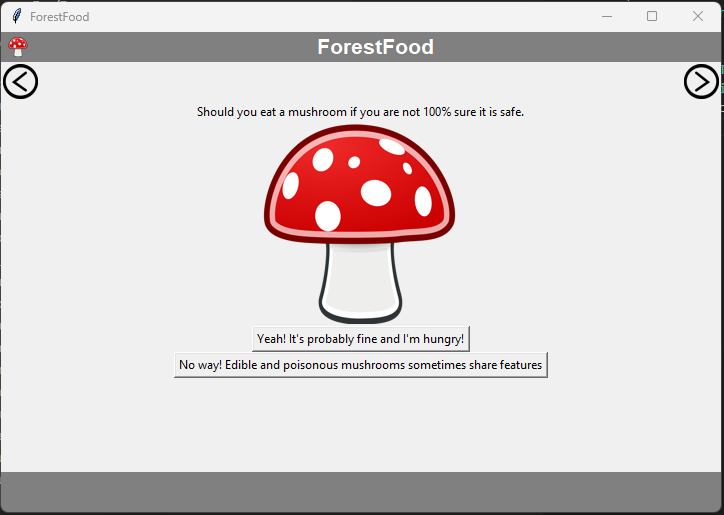 ForestFood
ForestFood
Should you eat a mushroom if you are not 100% sure it is safe.
Yeah! It's probably fine and I'm hungry!
No way! Edible and poisonous mushrooms sometimes share features